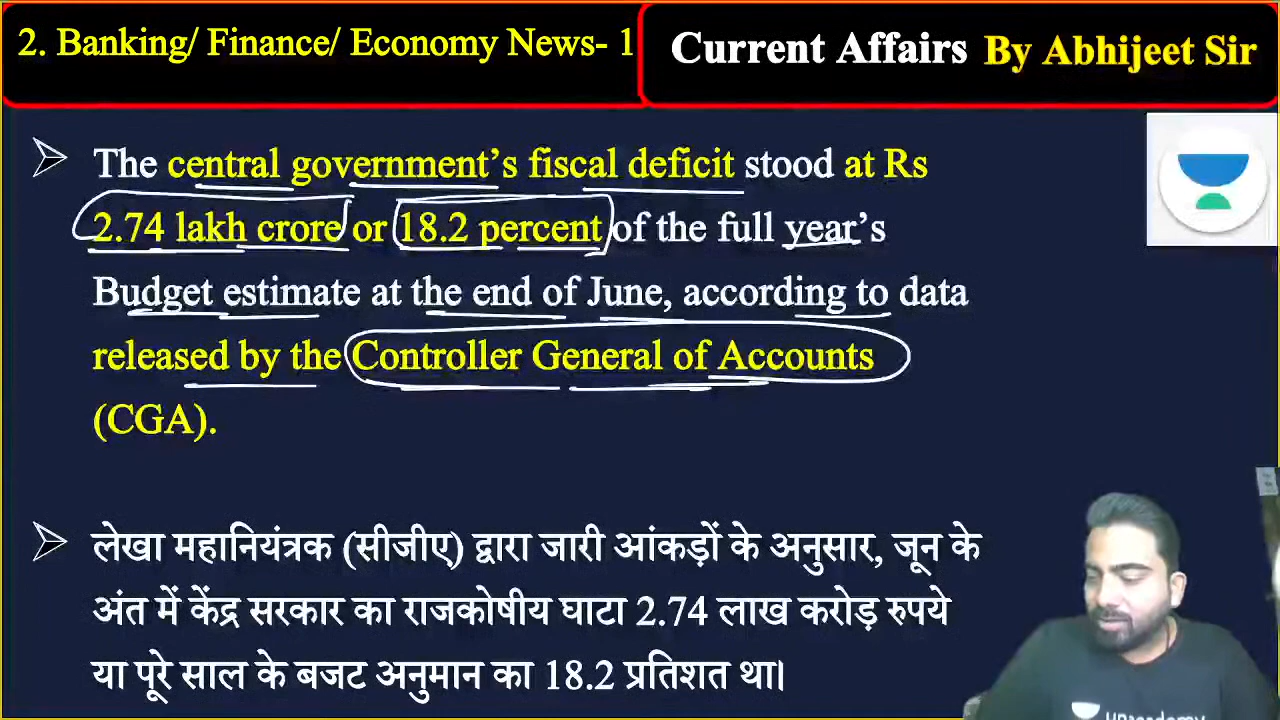 2. Banking/ Finance/ Economy News- 1
Current Affairs By Abhijeet Sir
The central government’s fiscal deficit stood at Rs
2.74 lakh crore or 18.2 percent of the full year’s
Budget estimate at the end of June, according to data
released by the Controller General of Accounts
(CGA).
लेखा महानियंत्रक (सीजीए) द्वारा जारी आंकड़ों के अनुसार, जून के
अंत में केंद्र सरकार का राजकोषीय घाटा 2.74 लाख करोड़ रुपये
या पूरे साल के बजट अनुमान का 18.2 प्रतिशत था।